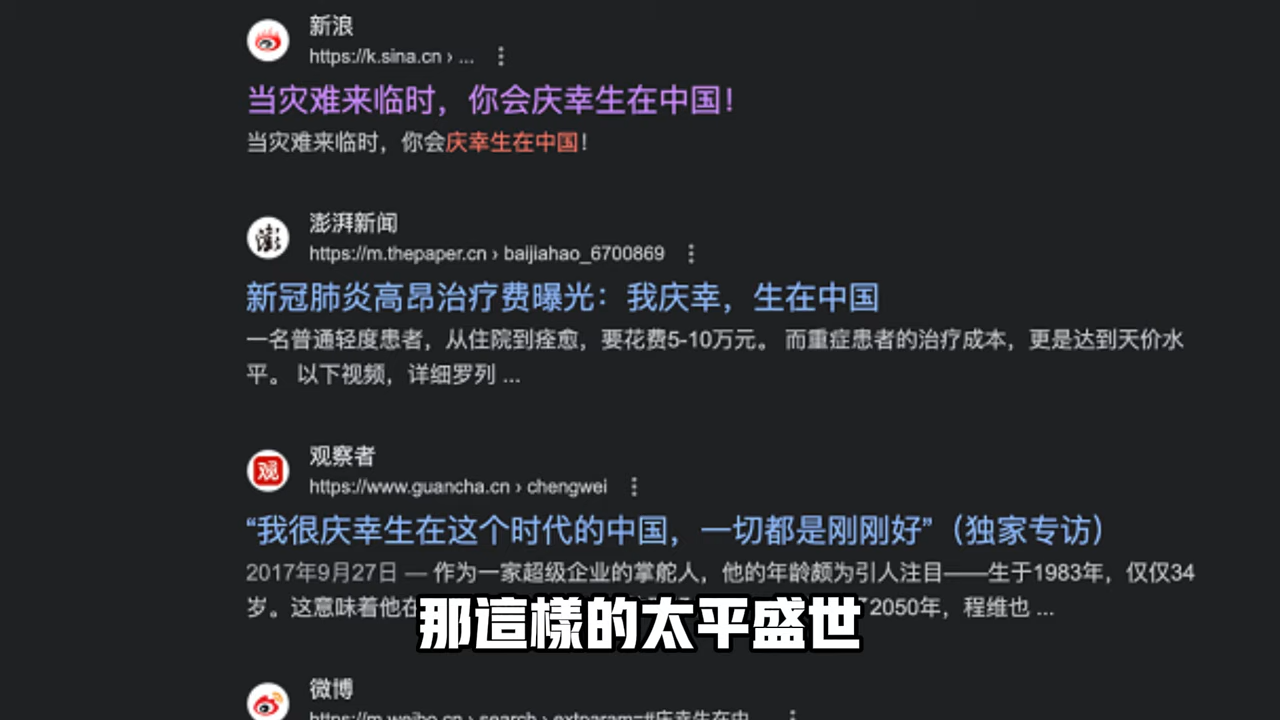 新浪
https://k.sina.cn › ...
当灾难来临时，你会庆幸生在中国！
当灾难来临时，你会庆幸生在中国！
澎湃新闻
https://m.thepaper.cn › baijiahao_6700869
新冠肺炎高昂治疗费曝光：我庆幸，生在中国
一名普通轻度患者，从住院到痊愈，要花费5-10万元。 而重症患者的治疗成本，更是达到天价水
平。 以下视频，详细罗列 ...
观察者
https://www.guancha.cn › chengwei
“我很庆幸生在这个时代的中国，一切都是刚刚好”（独家专访）
2017年9月27日 — 作为一家超级企业的掌舵人，他的年龄颇为引人注目——生于1983年，仅仅34
岁。这意味着他在
2050年，程维也 ...
那這樣的太平盛世
微博
https://m.weibo.cn › search › extparam=#庆幸生在中